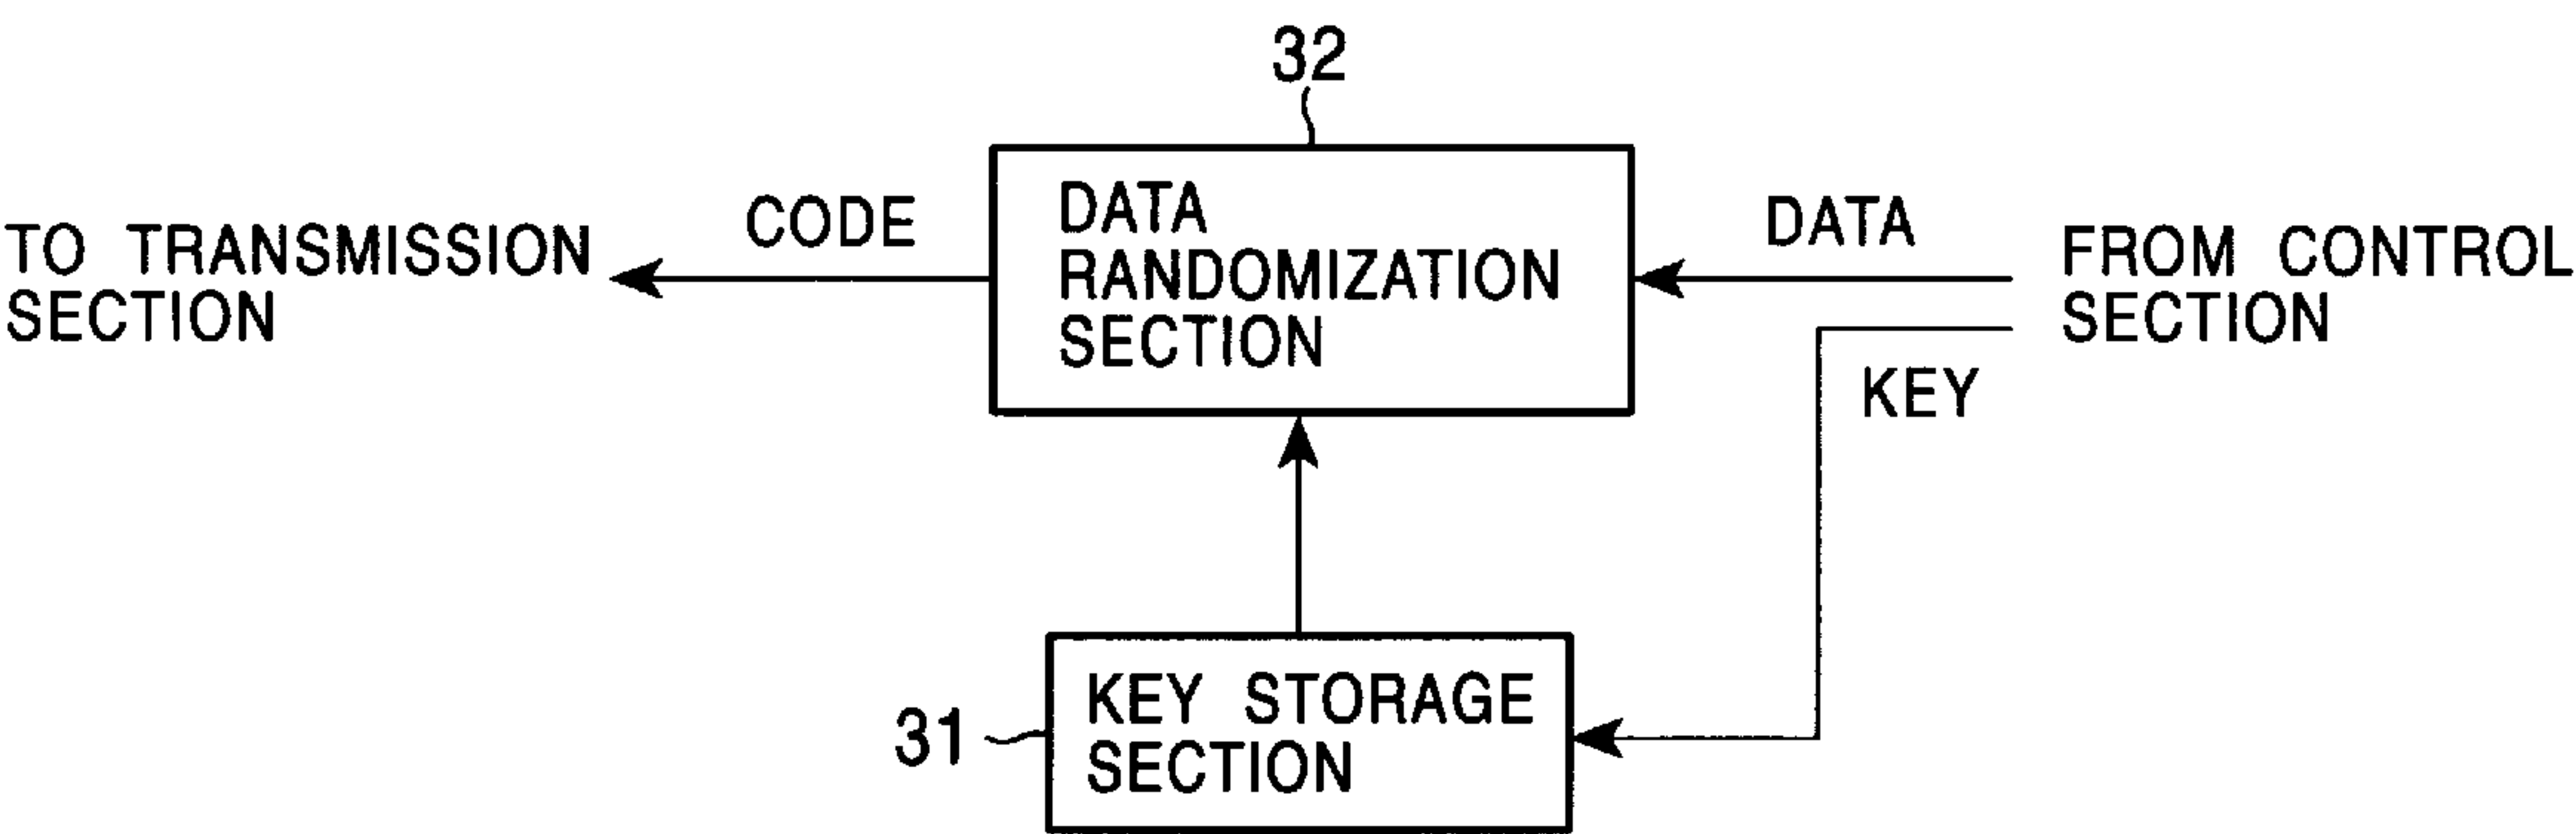 32
TO TRANSMISSION
SECTION
CODE
DATA
RANDOMIZATION
SECTION
DATA
FROM CONTROL
SECTION
KEY
31
KEY STORAGE
SECTION